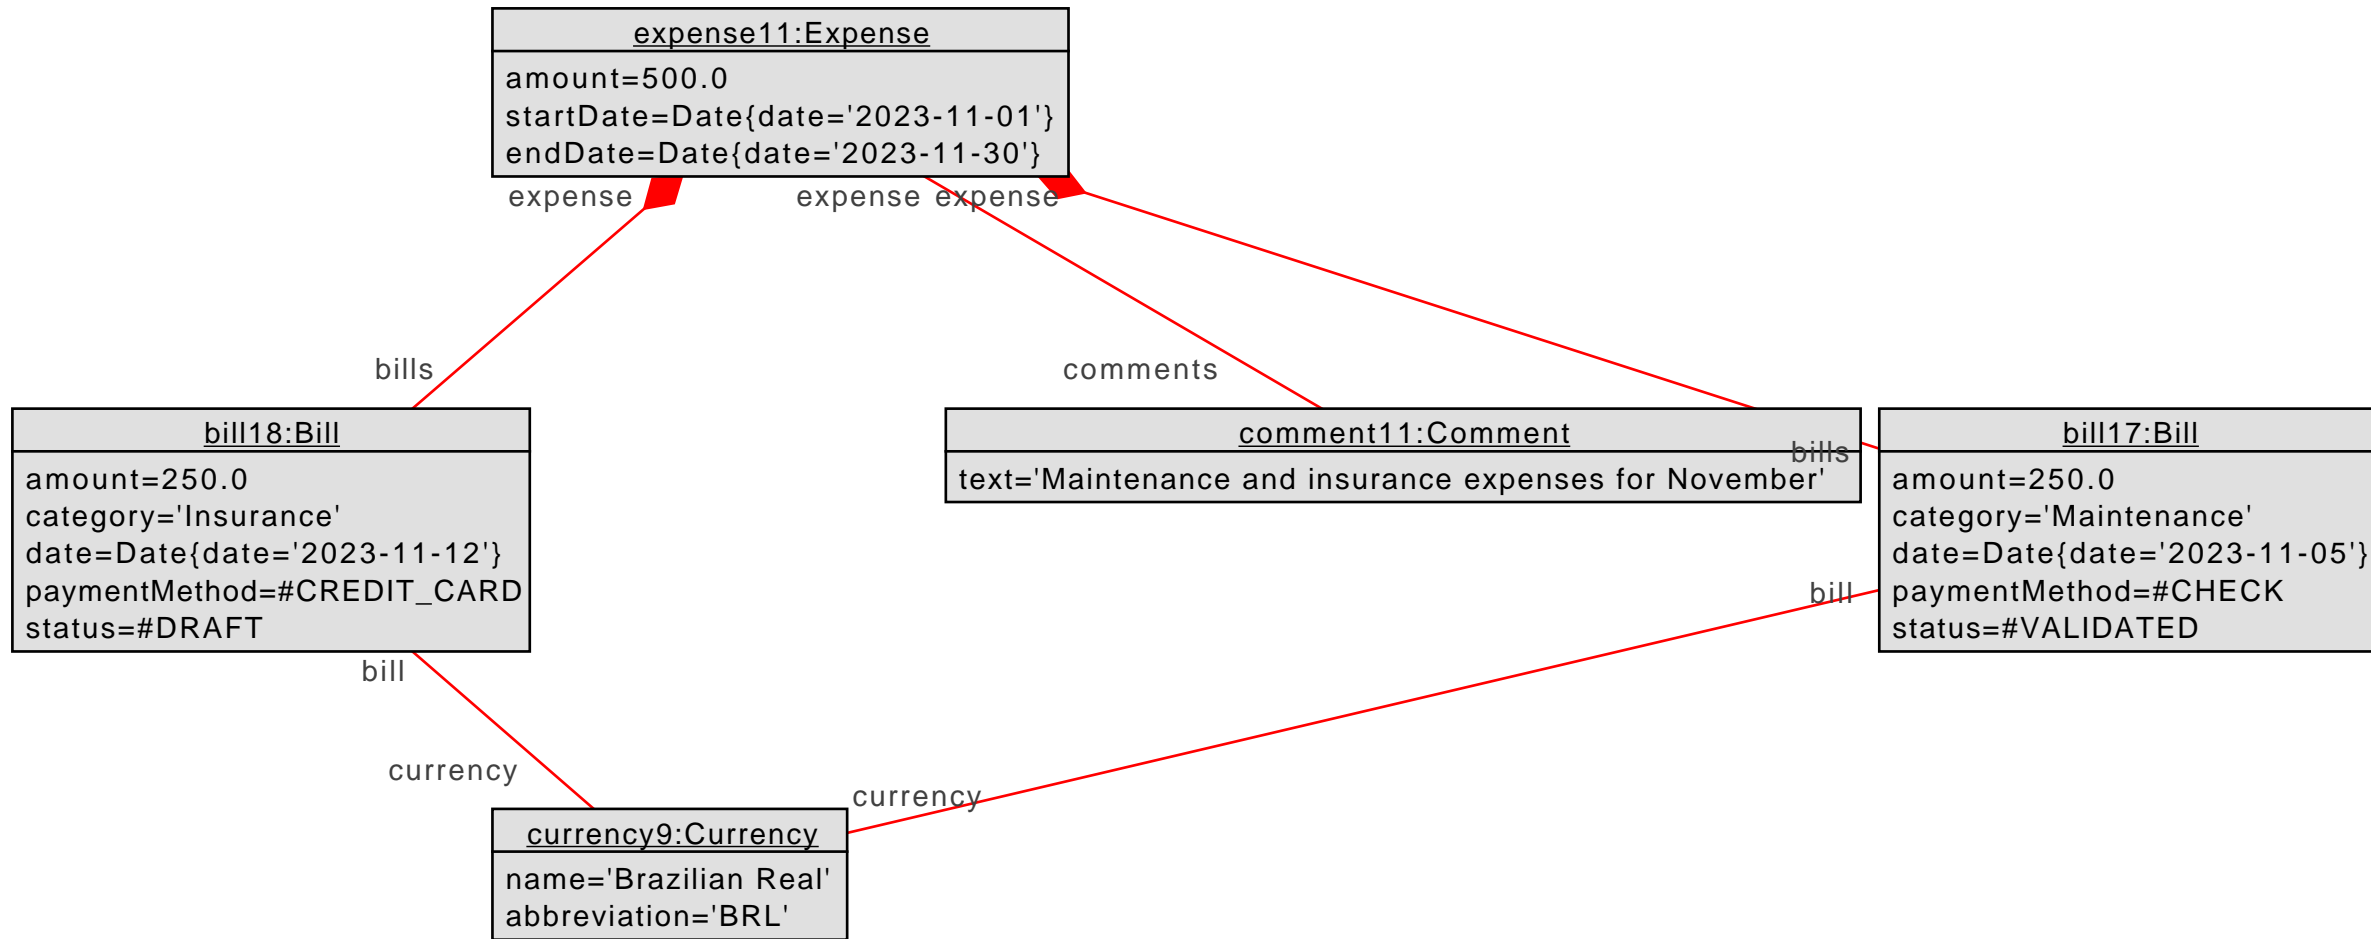 expense11:Expense
amount=500.0
startDate=Date{date='2023-11-01'}
endDate=Date{date='2023-11-30'}
expense
expense
expense
bills
comments
bills
bill18:Bill
amount=250.0
category='Insurance'
date=Date{date='2023-11-12'}
paymentMethod=#CREDIT_CARD
status=#DRAFT
comment11:Comment
text='Maintenance and insurance expenses for November'
bill17:Bill
amount=250.0
category='Maintenance'
date=Date{date='2023-11-05'}
paymentMethod=#CHECK
status=#VALIDATED
bill
bill
currency
currency
currency9:Currency
name='Brazilian Real'
abbreviation='BRL'